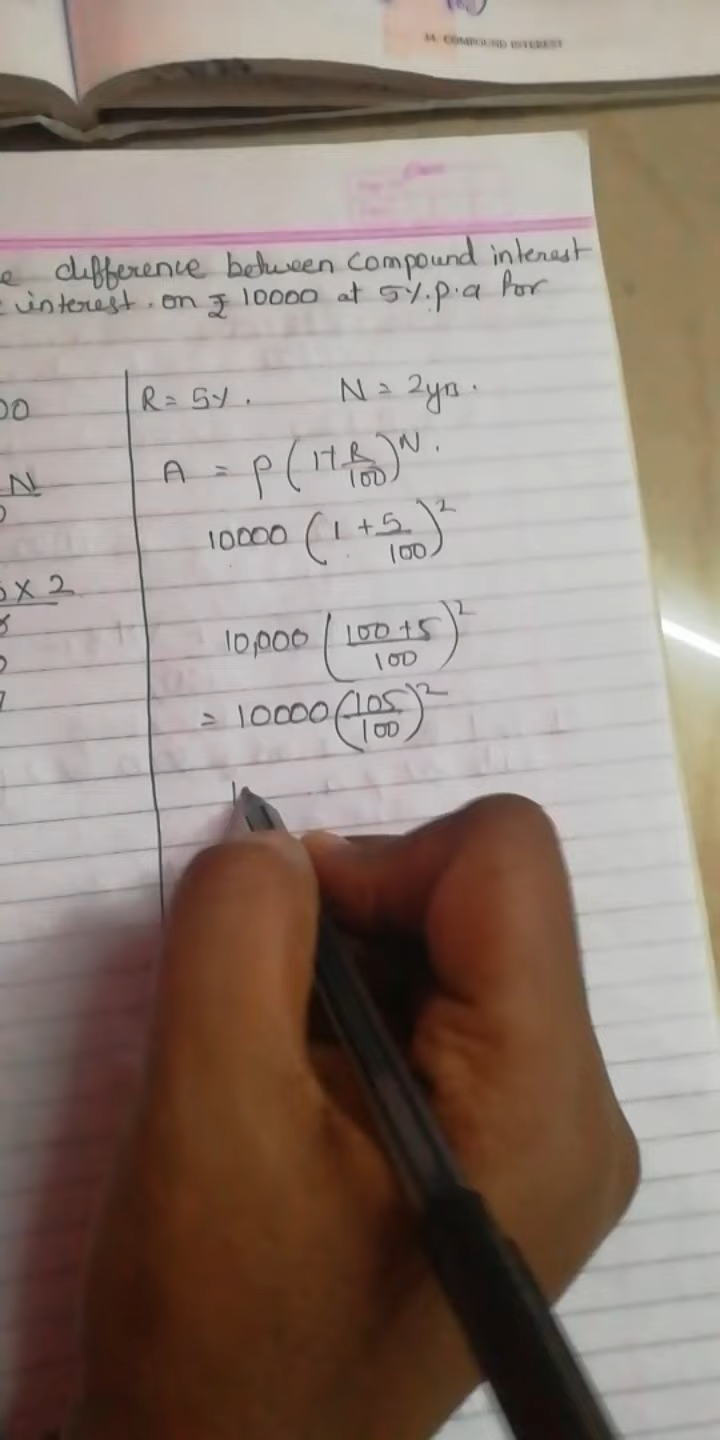 14. COMPOUND INTEREST
e difference between compound interest
interest. on ₹ 10000 at 5%.p.a for
00
N
x 2
R = 5%.
N = 2yrs.
A = P (1+R/100)^N.
10000 (1 + 5/100)^2
10,000 (100+5/100)^2
= 10000 (105/100)^2